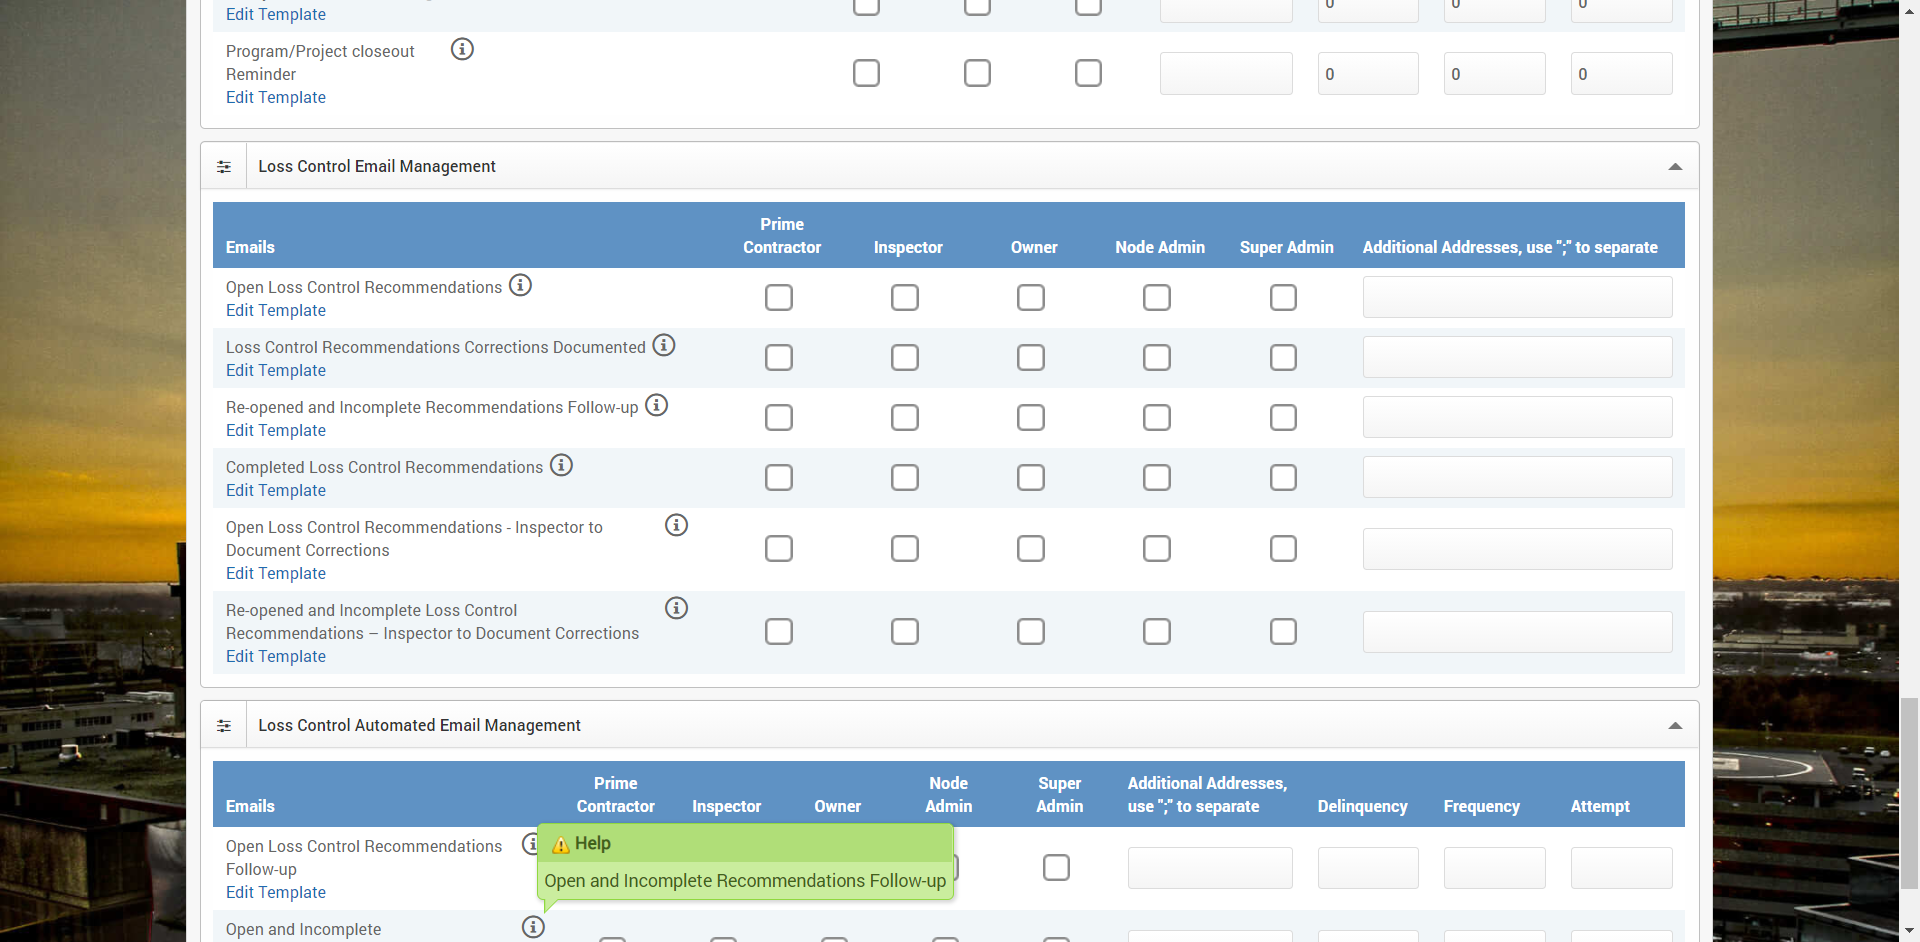 Edit Template
0 0 0
Program/Project closeout
Reminder
Edit Template
0 0 0
Loss Control Email Management
Emails Prime Contractor Inspector Owner Node Admin Super Admin Additional Addresses, use ";" to separate
Open Loss Control Recommendations
Edit Template
Loss Control Recommendations Corrections Documented
Edit Template
Re-opened and Incomplete Recommendations Follow-up
Edit Template
Completed Loss Control Recommendations
Edit Template
Open Loss Control Recommendations - Inspector to
Document Corrections
Edit Template
Re-opened and Incomplete Loss Control
Recommendations – Inspector to Document Corrections
Edit Template
Loss Control Automated Email Management
Emails Prime Contractor Inspector Owner Node Admin Super Admin Additional Addresses, use ";" to separate Delinquency Frequency Attempt
Open Loss Control Recommendations
Follow-up
Edit Template
Help
Open and Incomplete Recommendations Follow-up
Open and Incomplete